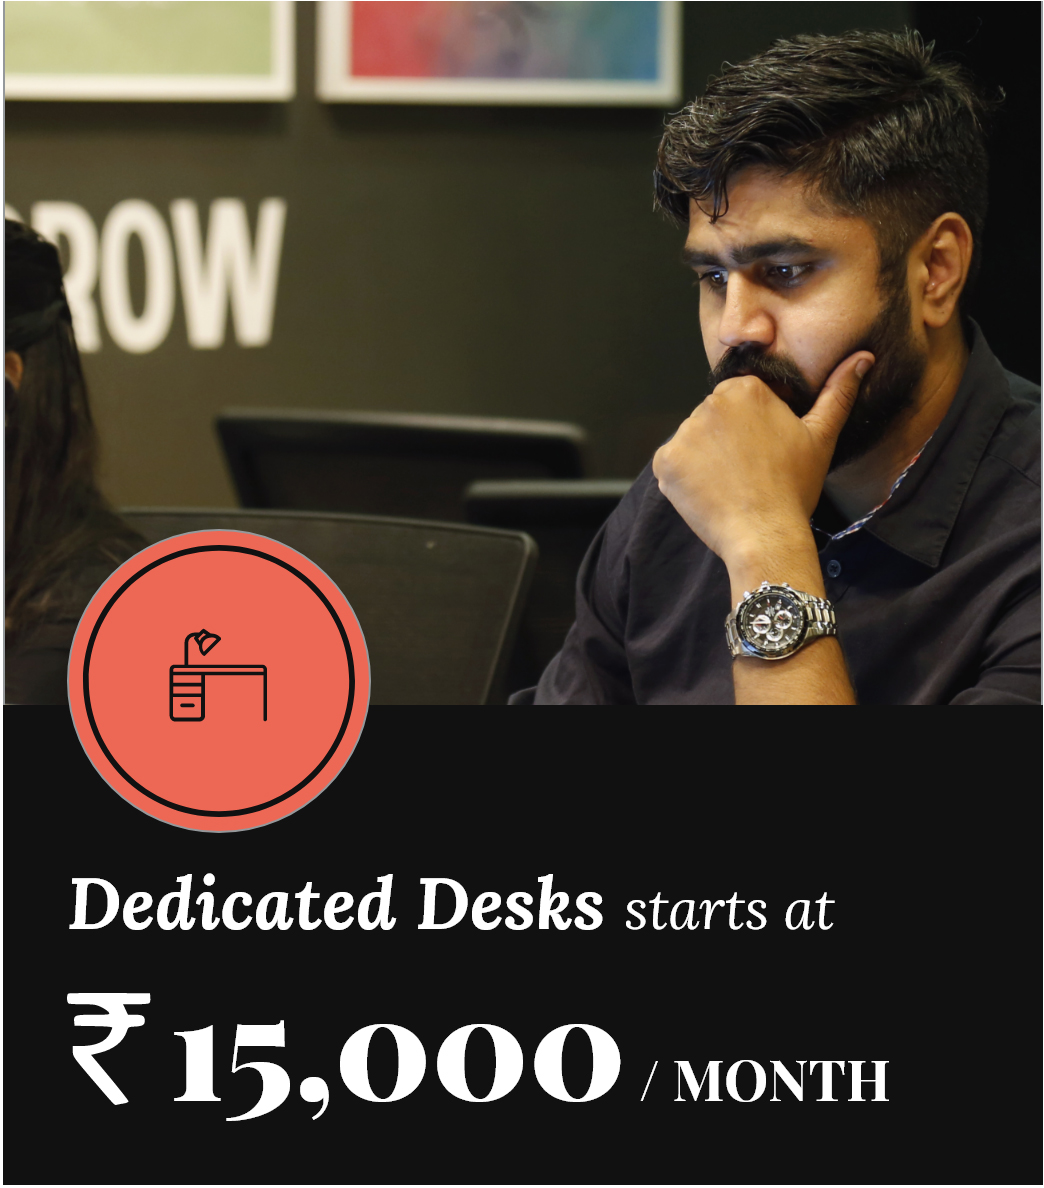 ROW
Dedicated Desks starts at
₹ 15,000 / MONTH